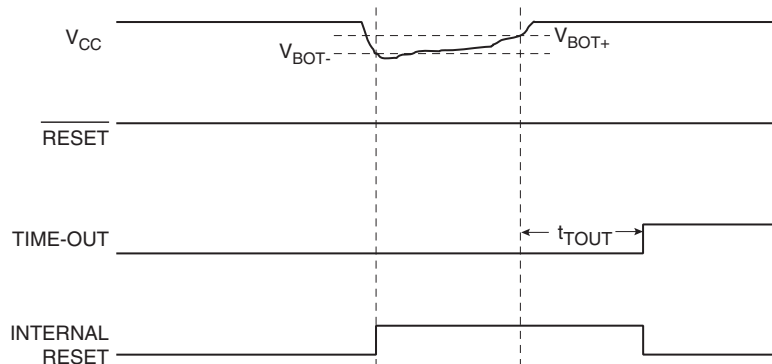 VCC
VBOT-
VBOT+
RESET
TIME-OUT
tTOUT
INTERNAL
RESET